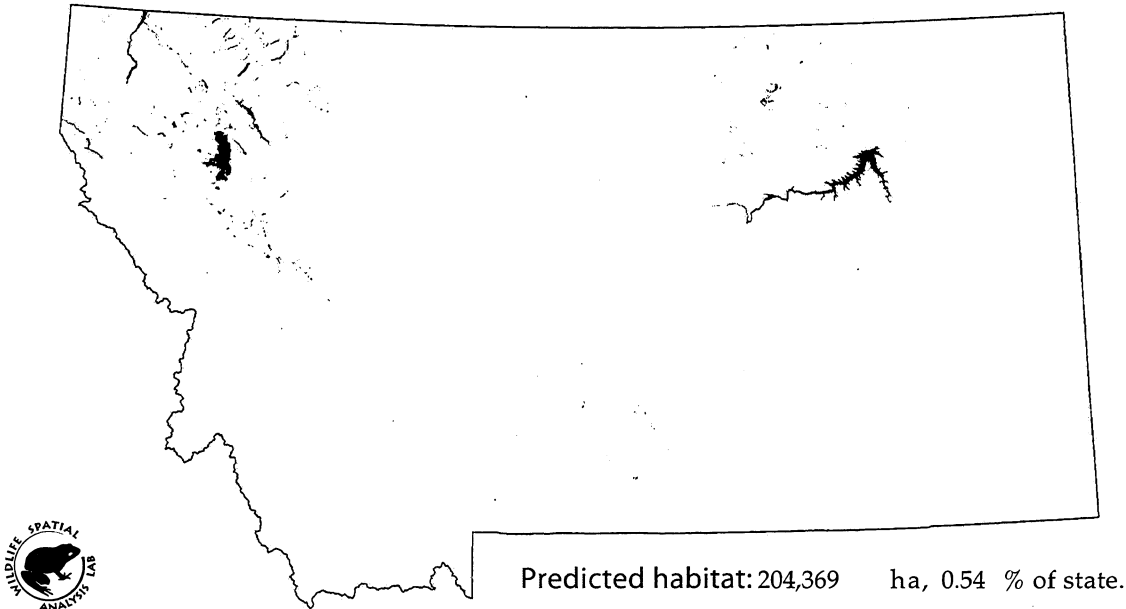 WILDLIFE SPATIAL ANALYSIS LAB
Predicted habitat: 204,369 ha, 0.54 % of state.